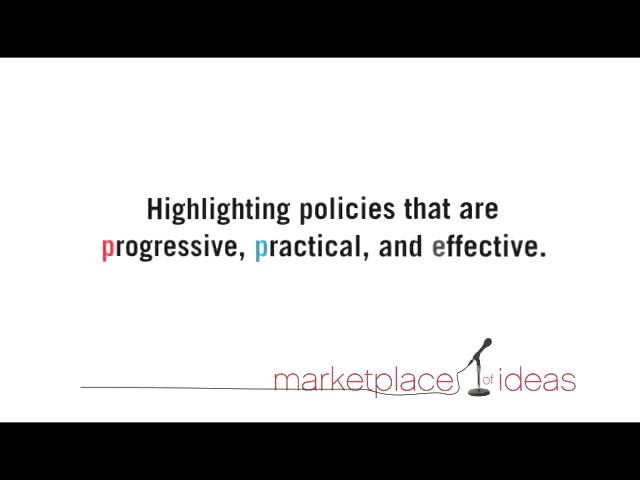 Highlighting policies that are
progressive, practical, and effective.
marketplace of ideas